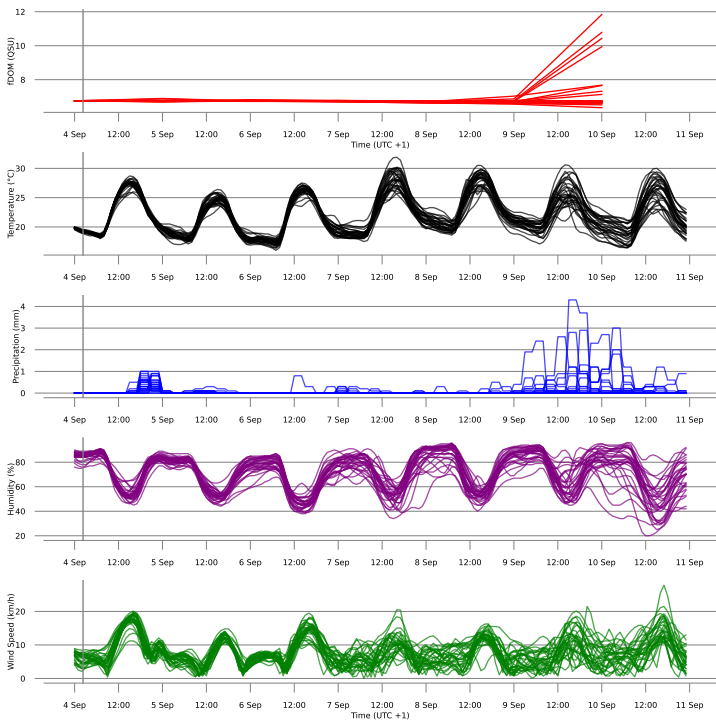 12
10
8
fDOM (QSU)
4 Sep 12:00 5 Sep 12:00 6 Sep 12:00 7 Sep 12:00 8 Sep 12:00 9 Sep 12:00 10 Sep 12:00 11 Sep
Time (UTC +1)
30
25
20
Temperature (°C)
4 Sep 12:00 5 Sep 12:00 6 Sep 12:00 7 Sep 12:00 8 Sep 12:00 9 Sep 12:00 10 Sep 12:00 11 Sep
4
3
2
1
0
Precipitation (mm)
4 Sep 12:00 5 Sep 12:00 6 Sep 12:00 7 Sep 12:00 8 Sep 12:00 9 Sep 12:00 10 Sep 12:00 11 Sep
80
60
40
20
Humidity (%)
4 Sep 12:00 5 Sep 12:00 6 Sep 12:00 7 Sep 12:00 8 Sep 12:00 9 Sep 12:00 10 Sep 12:00 11 Sep
20
10
0
Wind Speed (km/h)
4 Sep 12:00 5 Sep 12:00 6 Sep 12:00 7 Sep 12:00 8 Sep 12:00 9 Sep 12:00 10 Sep 12:00 11 Sep
Time (UTC +1)